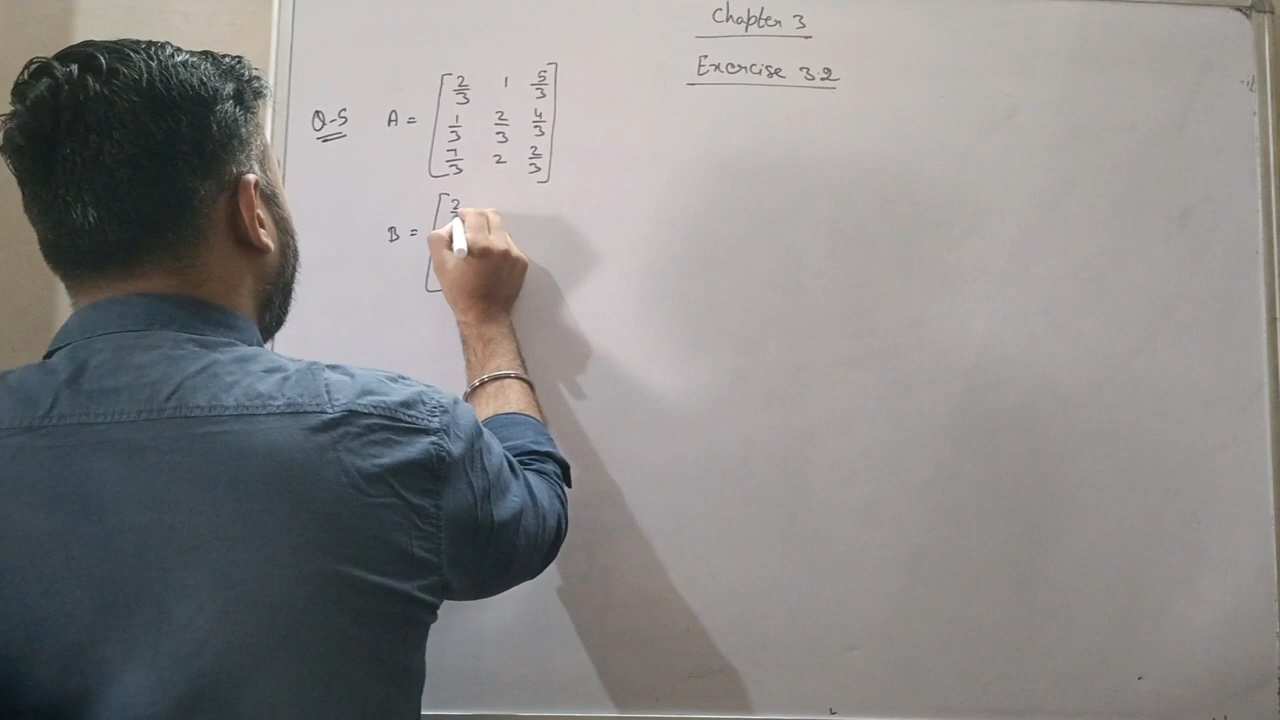 Chapter 3
Exercise 3.2
Q-5 A = [ 2/3 1 5/3
1/3 2/3 4/3
7/3 2 2/3 ]
B = [ 2